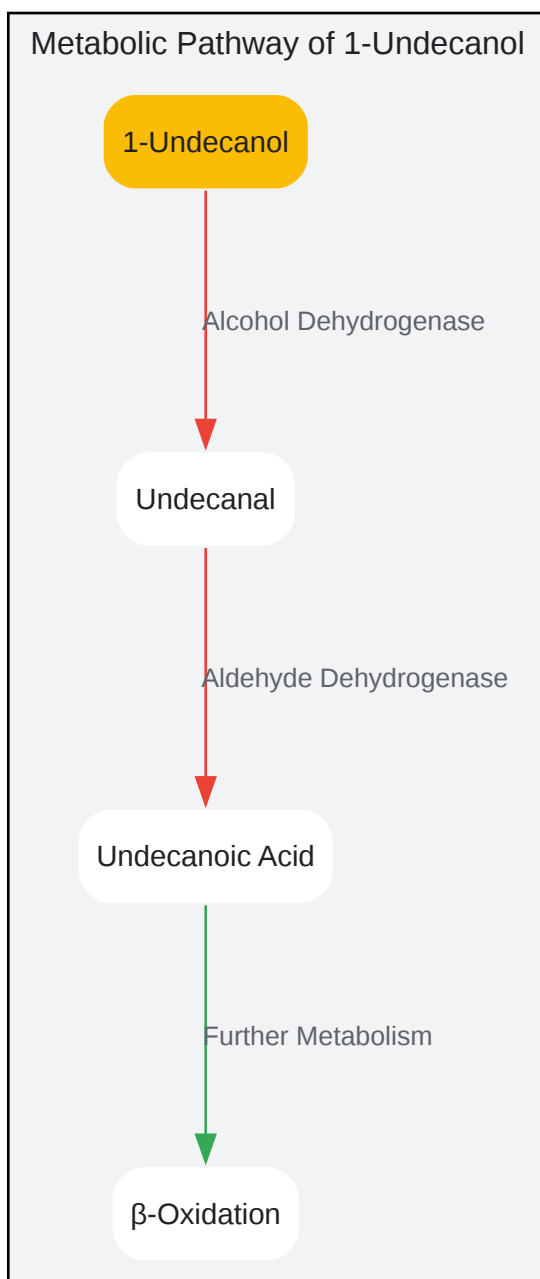 Metabolic Pathway of 1-Undecanol
1-Undecanol
Alcohol Dehydrogenase
Undecanal
Aldehyde Dehydrogenase
Undecanoic Acid
Further Metabolism
β-Oxidation